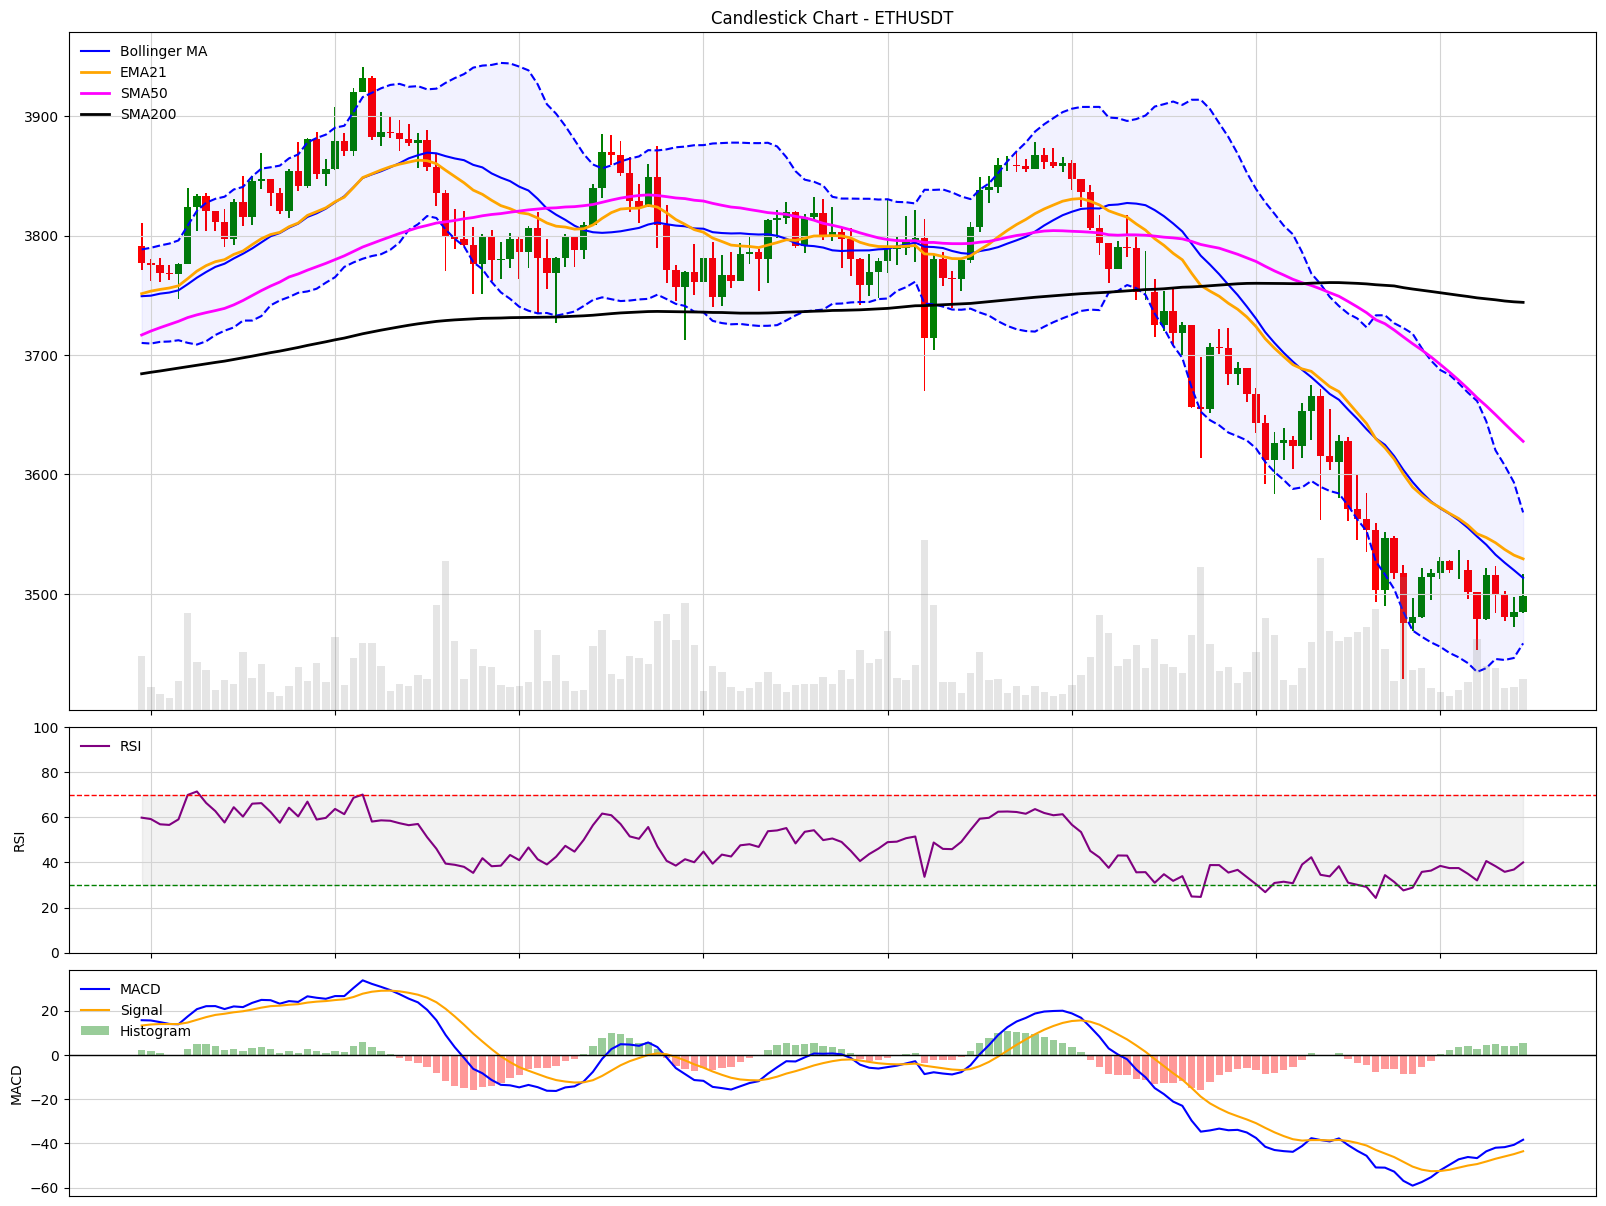 Candlestick Chart - ETHUSDT
Bollinger MA
EMA21
SMA50
SMA200
3900
3800
3700
3600
3500
RSI
100
80
60
40
20
0
RSI
MACD
Signal
Histogram
20
0
−20
−40
−60
MACD